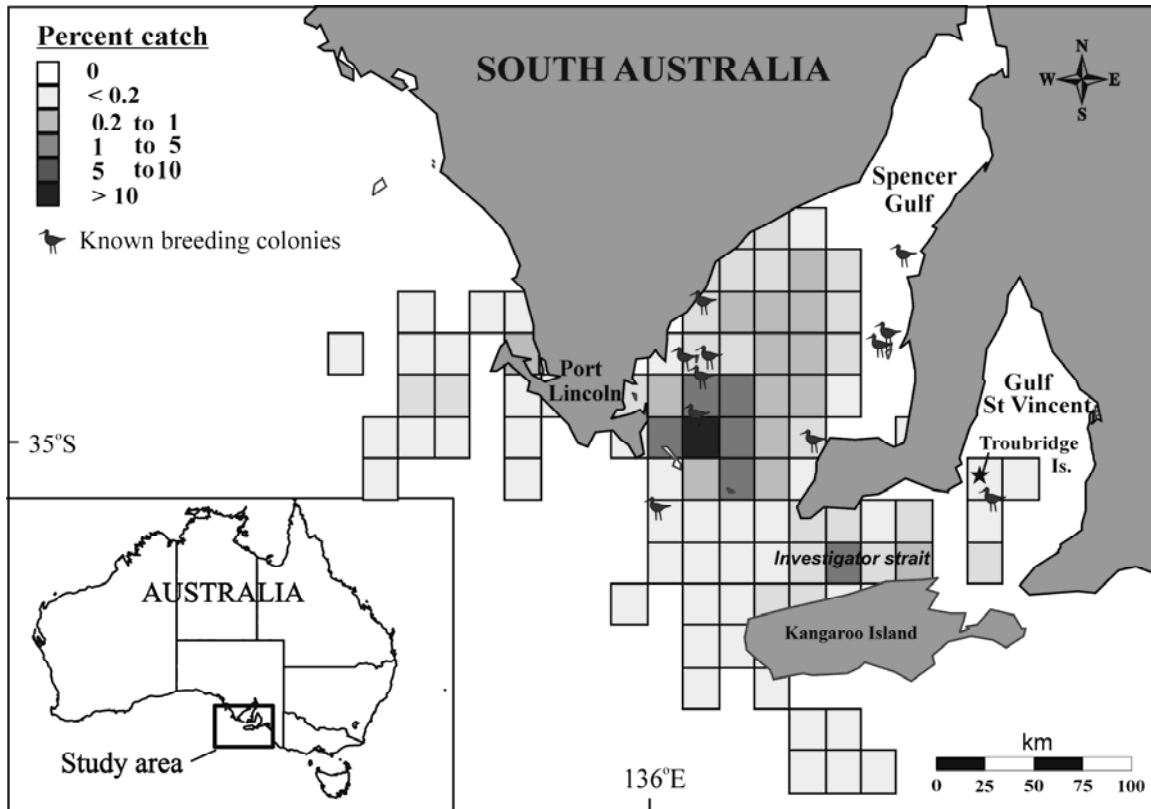 Percent catch
0
< 0.2
0.2 to 1
1 to 5
5 to 10
> 10
Known breeding colonies
SOUTH AUSTRALIA
N
W E
S
Spencer
Gulf
Port
Lincoln
Gulf
St Vincent
Troubridge
Is.
35°S
Investigator strait
Kangaroo Island
AUSTRALIA
Study area
136°E
km
0 25 50 75 100